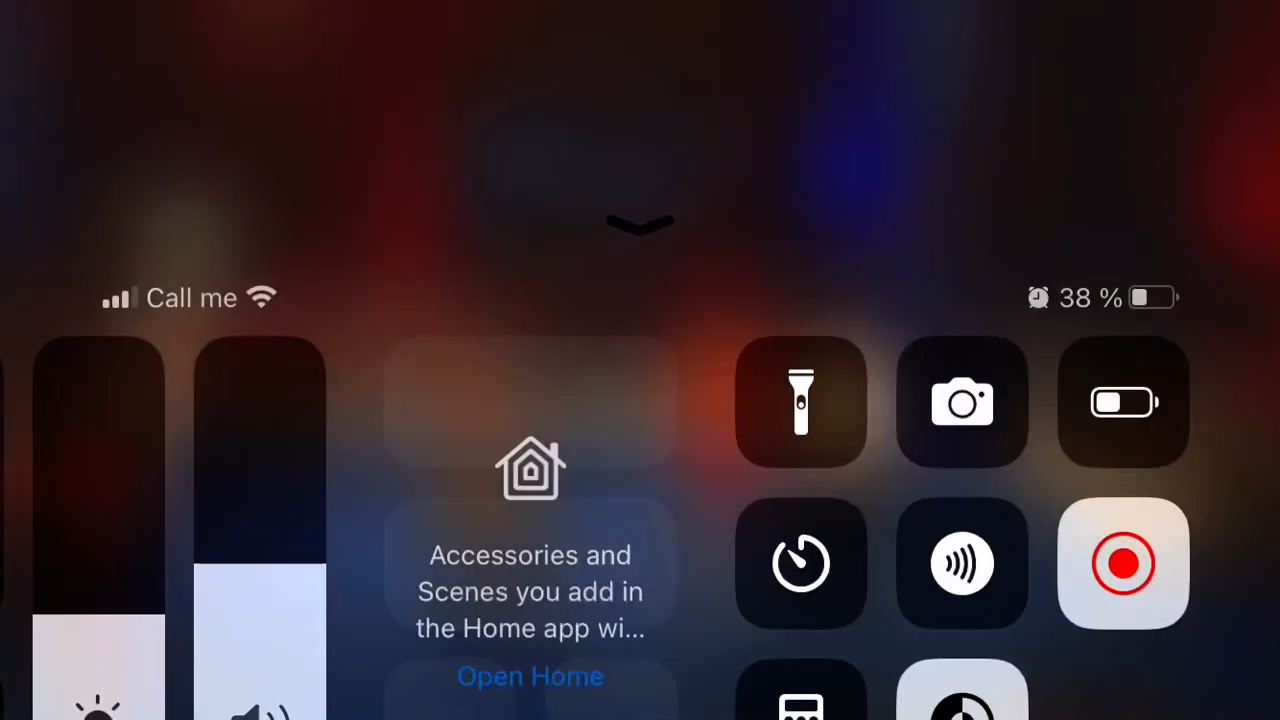 Call me
38 %
Accessories and
Scenes you add in
the Home app wi...
Open Home